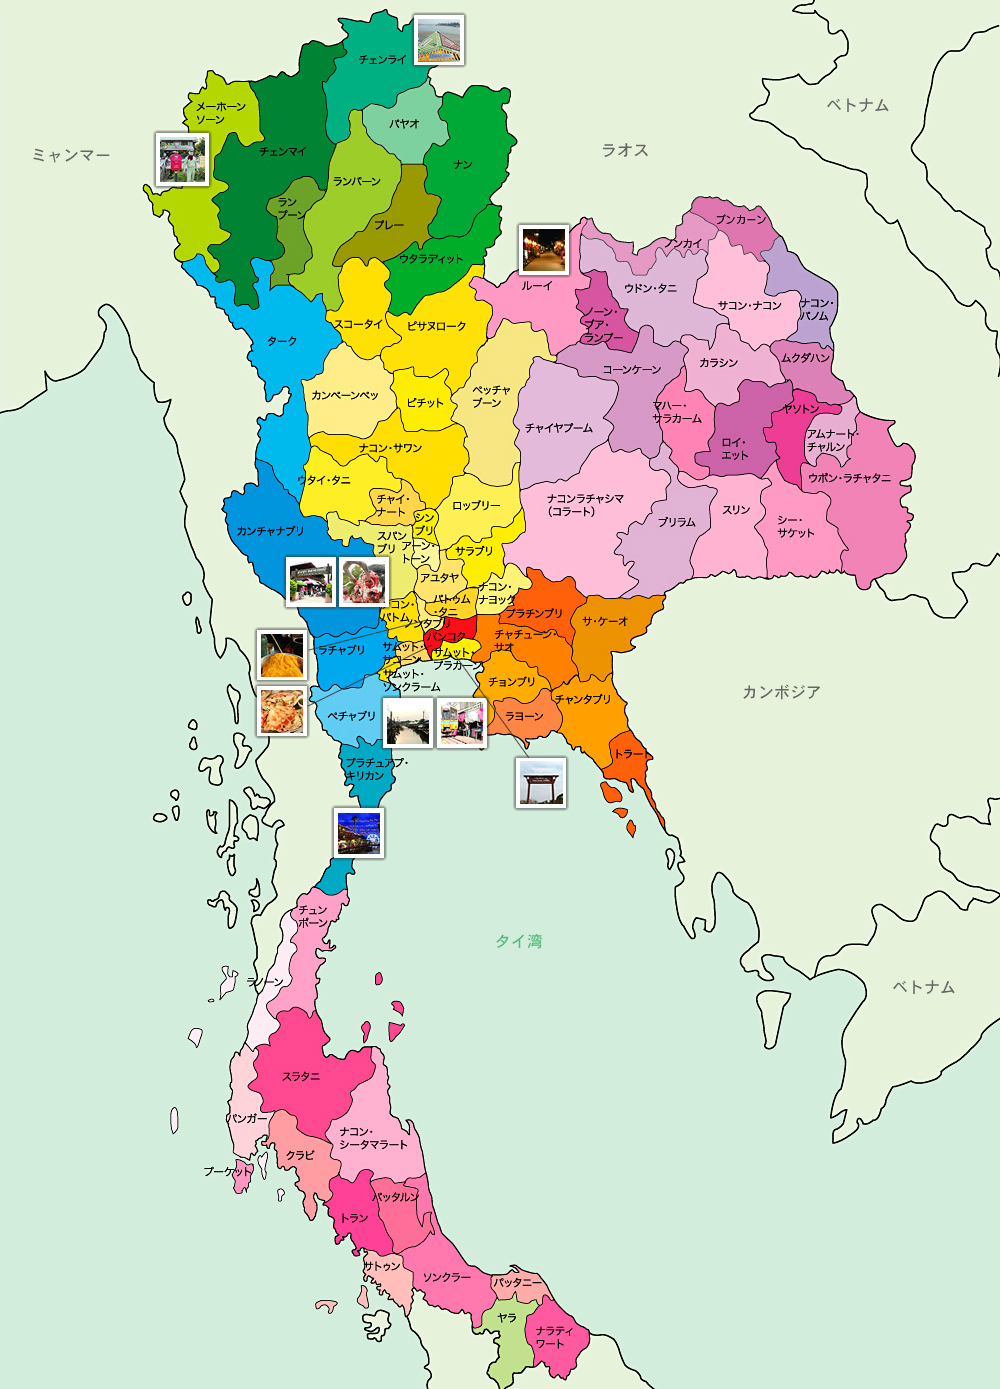 チェンライ
メーホーン
ソーン
パヤオ
ベトナム
ミャンマー
チェンマイ
ラオス
ナン
ランパーン
ラン
プーン
プレー
ブンカーン
ノンカイ
ウタラディット
ルーイ
ウドン・タニ
サコン・ナコン
ナコン・
パノム
ノーン・
ブア・
ランプー
スコータイ
ピサヌローク
ターク
カラシン
ムクダハン
コーンケーン
カンペーンペッ
ピチット
ペッチャ
ブーン
マハー・
サラカーム
ヤソトン
チャイヤプーム
ロイ・
エット
アムナート・
チャルン
ナコン・サワン
ウタイ・タニ
ウボン・ラチャタニ
チャイ・
ナート
ロッブリー
ナコンラチャシマ
(コラート)
スリン
ブリラム
シー・
サケット
カンチャナブリ
シン
ブリ
スパン
ブリ
アーン・
トーン
サラブリ
アユタヤ
ナコン・
ナヨック
パトゥム
・タニ
コン・
パトム
ノンタブリ
プラチンブリ
サ・ケーオ
バンコク
チャチューン・
サオ
ラチャブリ
サムット・
サコーン
サムット・
プラカーン
サムット・
ソンクラーム
チョンブリ
チャンタブリ
カンボジア
ペチャブリ
ラヨーン
トラート
プラチュアプ・
キリカン
チュン
ポーン
タイ湾
ラノーン
ベトナム
スラタニ
パンガー
ナコン・
シータマラート
クラビ
プーケット
パッタルン
トラン
サトゥン
ソンクラー
パッタニー
ヤラ
ナラティ
ワート